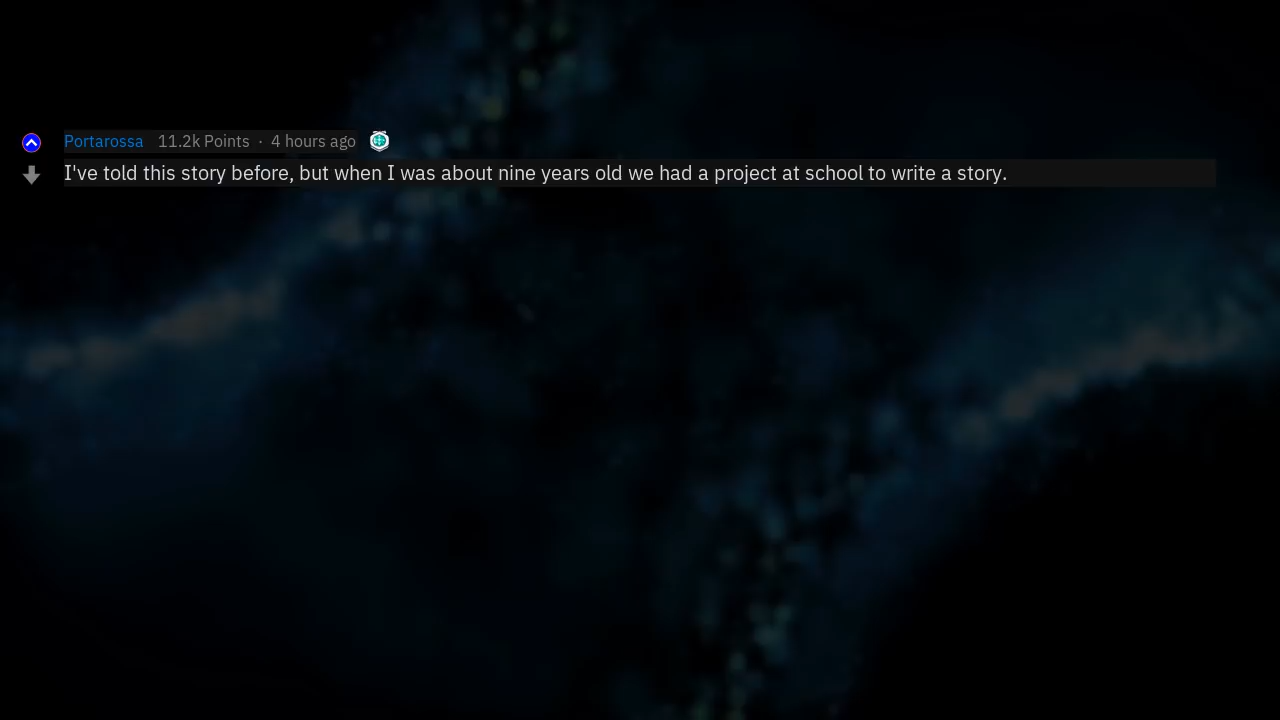 Portarossa 11.2k Points · 4 hours ago
I've told this story before, but when I was about nine years old we had a project at school to write a story.